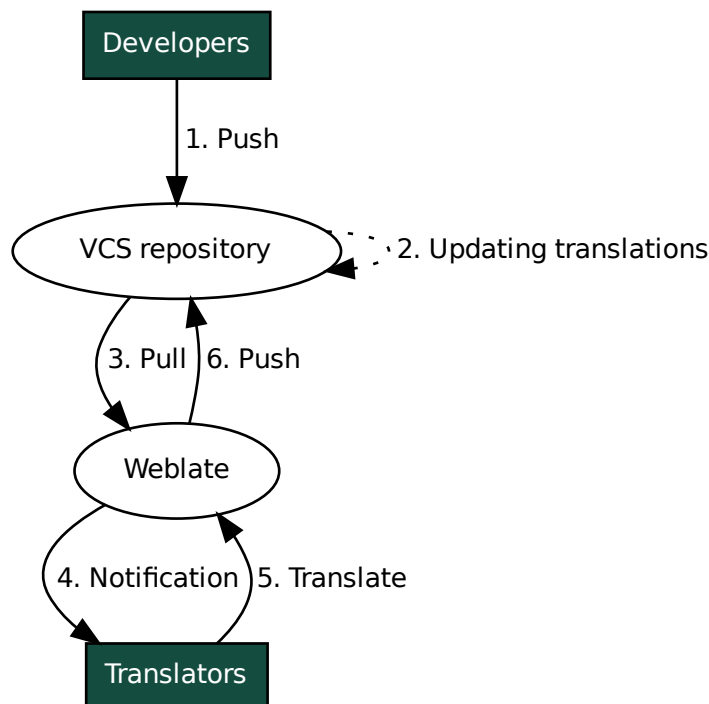 Developers
1. Push
VCS repository
2. Updating translations
3. Pull
6. Push
Weblate
4. Notification
5. Translate
Translators